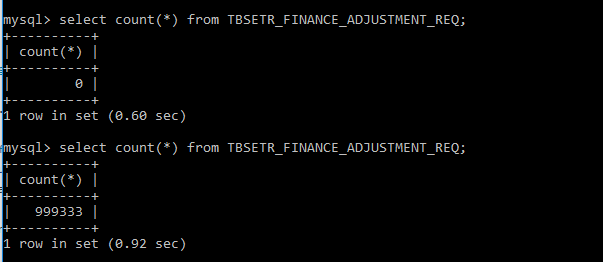 mysql> select count(*) from TBSETR_FINANCE_ADJUSTMENT_REQ;
+----------+
| count(*) |
+----------+
|        0 |
+----------+
1 row in set (0.60 sec)
mysql> select count(*) from TBSETR_FINANCE_ADJUSTMENT_REQ;
+----------+
| count(*) |
+----------+
|   999333 |
+----------+
1 row in set (0.92 sec)